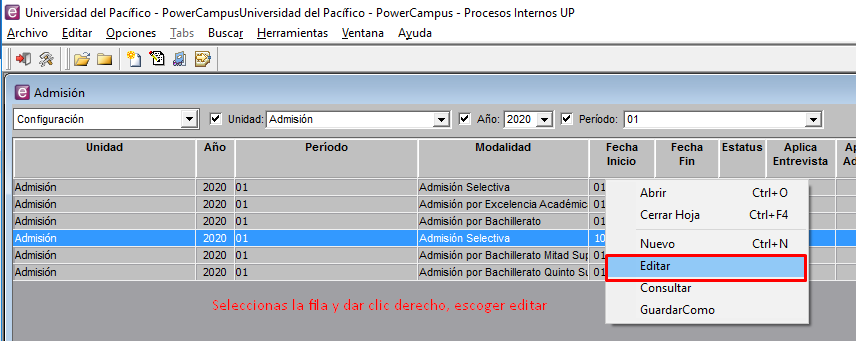 Universidad del Pacífico - PowerCampusUniversidad del Pacífico - PowerCampus - Procesos Internos UP
Archivo Editar Opciones Tabs Buscar Herramientas Ventana Ayuda
Admisión
Configuración Unidad: Admisión Año: 2020 Período: 01
Unidad Año Período Modalidad Fecha Inicio Fecha Fin Estatus Aplica Entrevista Ap Ad
Admisión 2020 01 Admisión Selectiva 01
Admisión 2020 01 Admisión por Excelencia Académic 01
Admisión 2020 01 Admisión por Bachillerato 01
Admisión 2020 01 Admisión Selectiva 10
Admisión 2020 01 Admisión por Bachillerato Mitad Sup 01
Admisión 2020 01 Admisión por Bachillerato Quinto Su 01
Abrir Ctrl+O
Cerrar Hoja Ctrl+F4
Nuevo Ctrl+N
Editar
Consultar
GuardarComo
Seleccionas la fila y dar clic derecho, escoger editar